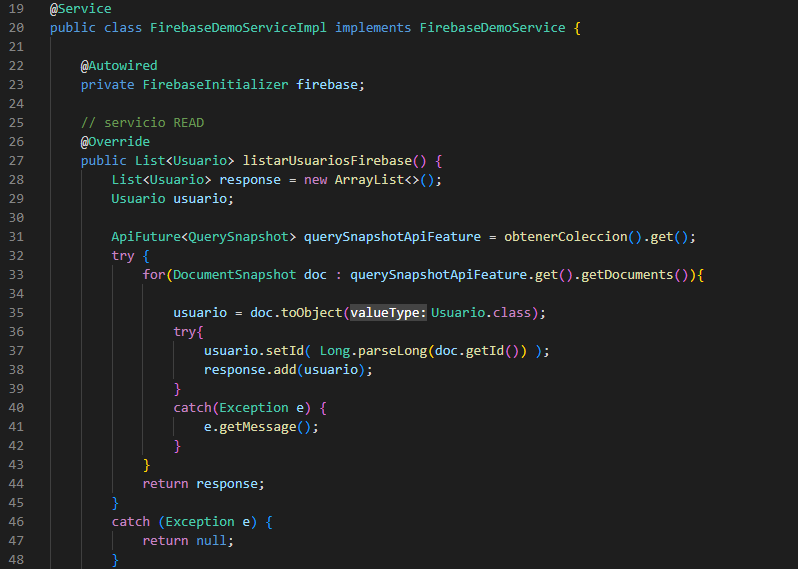 19 @Service
20 public class FirebaseDemoServiceImpl implements FirebaseDemoService {
21
22     @Autowired
23     private FirebaseInitializer firebase;
24
25     // servicio READ
26     @Override
27     public List<Usuario> listarUsuariosFirebase() {
28         List<Usuario> response = new ArrayList<>();
29         Usuario usuario;
30
31         ApiFuture<QuerySnapshot> querySnapshotApiFeature = obtenerColeccion().get();
32         try {
33             for(DocumentSnapshot doc : querySnapshotApiFeature.get().getDocuments()){
34
35                 usuario = doc.toObject(valueType: Usuario.class);
36                 try{
37                     usuario.setId( Long.parseLong(doc.getId()) );
38                     response.add(usuario);
39                 }
40                 catch(Exception e) {
41                     e.getMessage();
42                 }
43             }
44             return response;
45         }
46         catch (Exception e) {
47             return null;
48         }